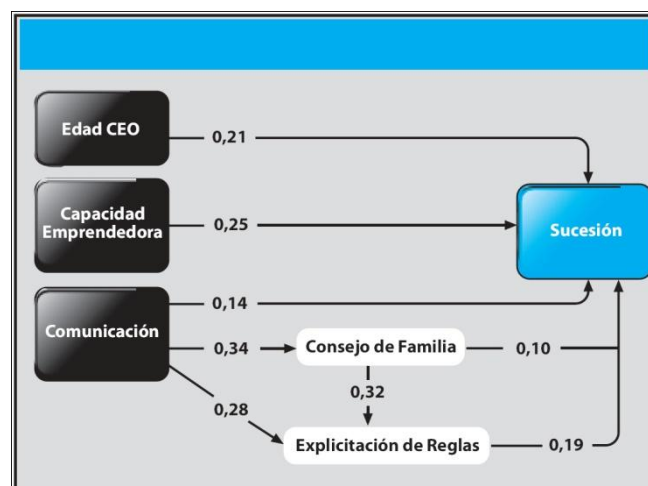 Edad CEO
0,21
Capacidad
Emprendedora
0,25
Sucesión
Comunicación
0,14
0,34
Consejo de Familia
0,10
0,32
0,28
Explicitación de Reglas
0,19